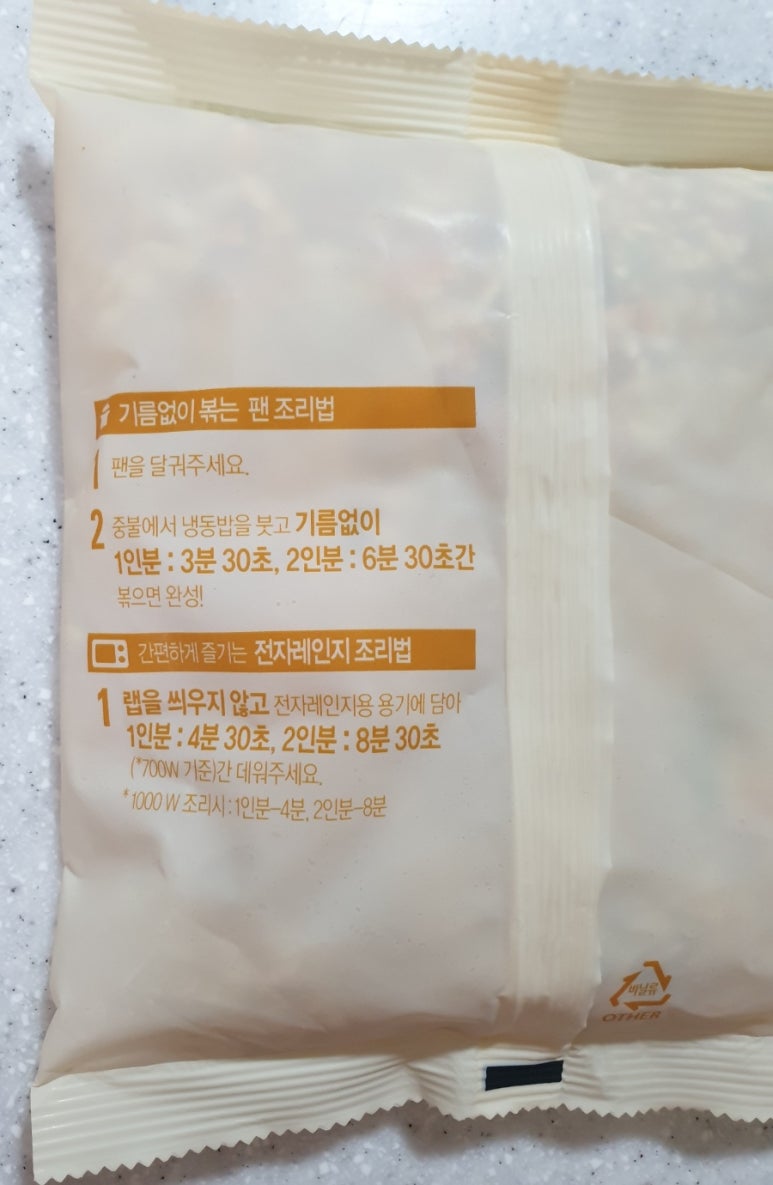 기름없이 볶는 팬 조리법
1 팬을 달궈주세요.
2 중불에서 냉동밥을 붓고 기름없이
1인분 : 3분 30초, 2인분 : 6분 30초간
볶으면 완성!
간편하게 즐기는 전자레인지 조리법
1 랩을 씌우지 않고 전자레인지용 용기에 담아
1인분 : 4분 30초, 2인분 : 8분 30초
(*700W 기준)간 데워주세요.
*1000 W 조리시 : 1인분-4분, 2인분-8분
비닐류
OTHER